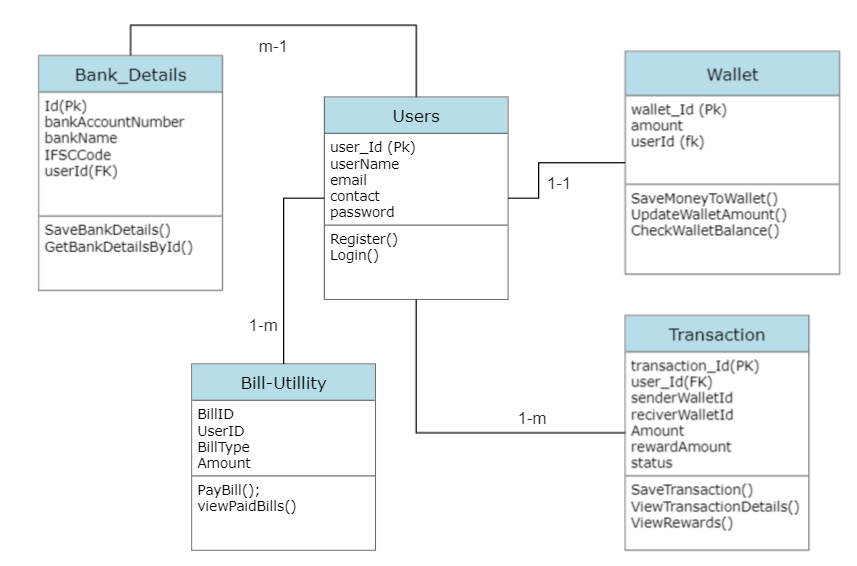 m-1
Bank_Details
Id(Pk)
bankAccountNumber
bankName
IFSCCode
userId(FK)
SaveBankDetails()
GetBankDetailsById()
Users
user_Id (Pk)
userName
email
contact
password
Register()
Login()
1-1
Wallet
wallet_Id (Pk)
amount
userId (fk)
SaveMoneyToWallet()
UpdateWalletAmount()
CheckWalletBalance()
1-m
Bill-Utillity
BillID
UserID
BillType
Amount
PayBill();
viewPaidBills()
1-m
Transaction
transaction_Id(PK)
user_Id(FK)
senderWalletId
reciverWalletId
Amount
rewardAmount
status
SaveTransaction()
ViewTransactionDetails()
ViewRewards()